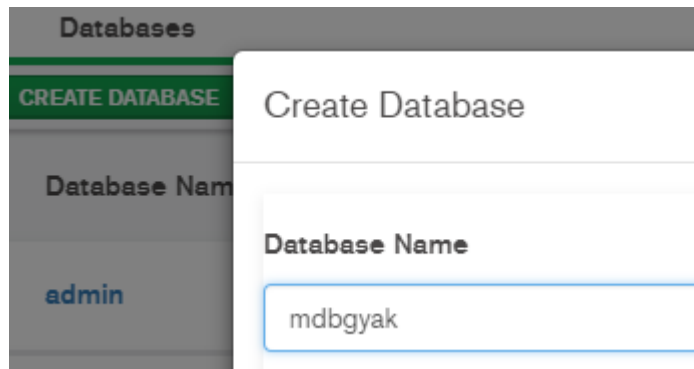 Databases
CREATE DATABASE
Create Database
Database Nam
Database Name
admin
mdbgyak